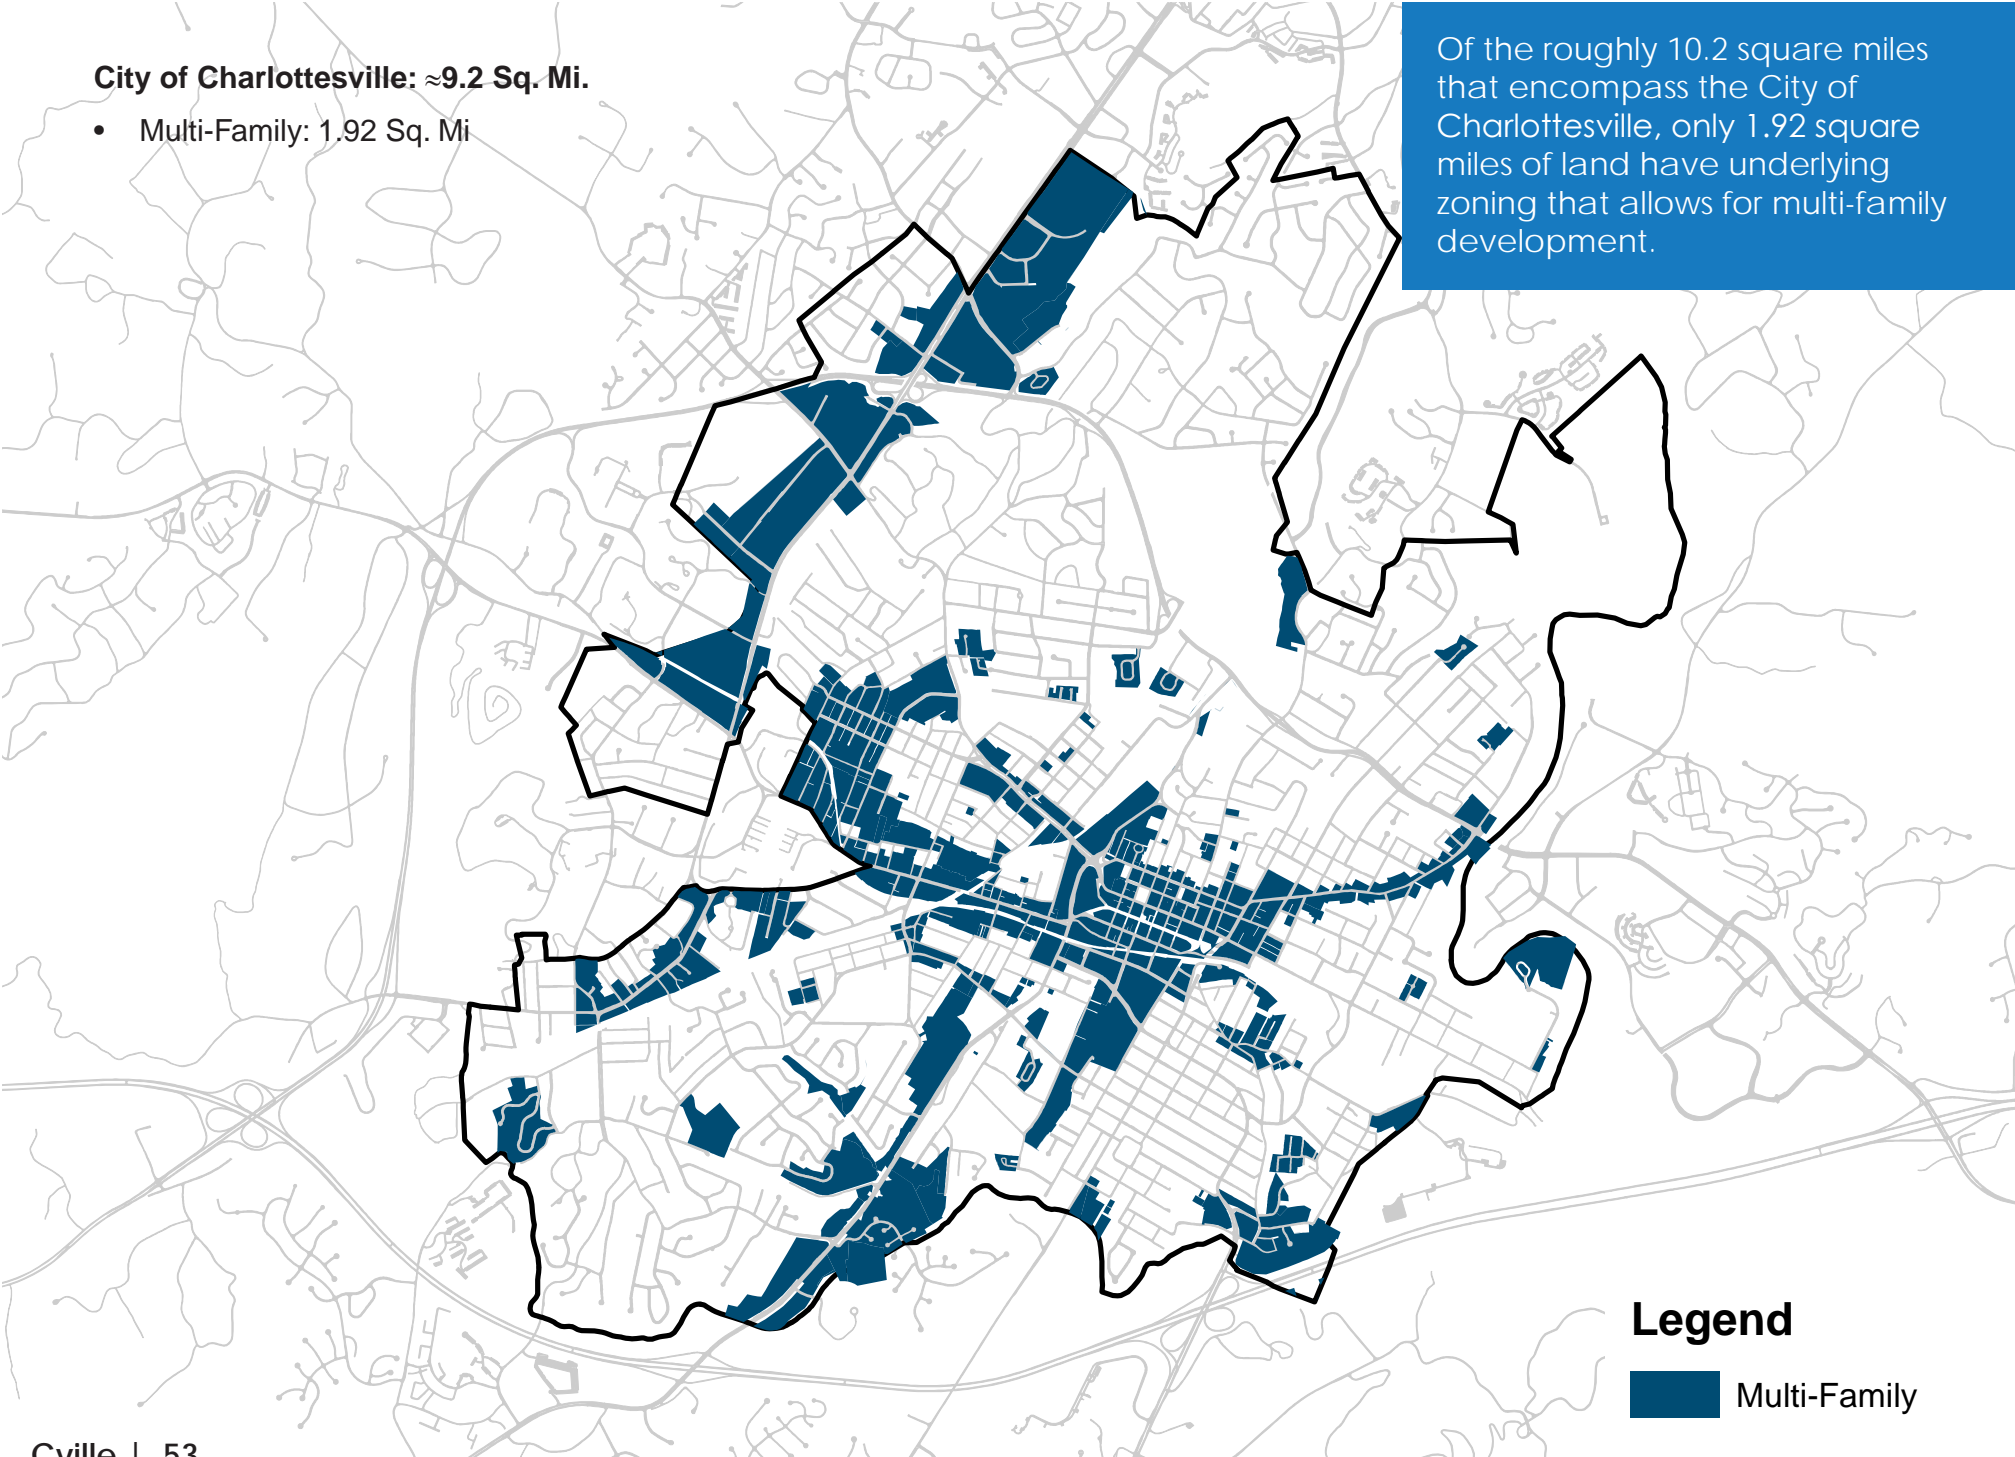 City of Charlottesville: ≈9.2 Sq. Mi.
• Multi-Family: 1.92 Sq. Mi
Of the roughly 10.2 square miles
that encompass the City of
Charlottesville, only 1.92 square
miles of land have underlying
zoning that allows for multi-family
development.
Legend
Multi-Family
Cville | 53